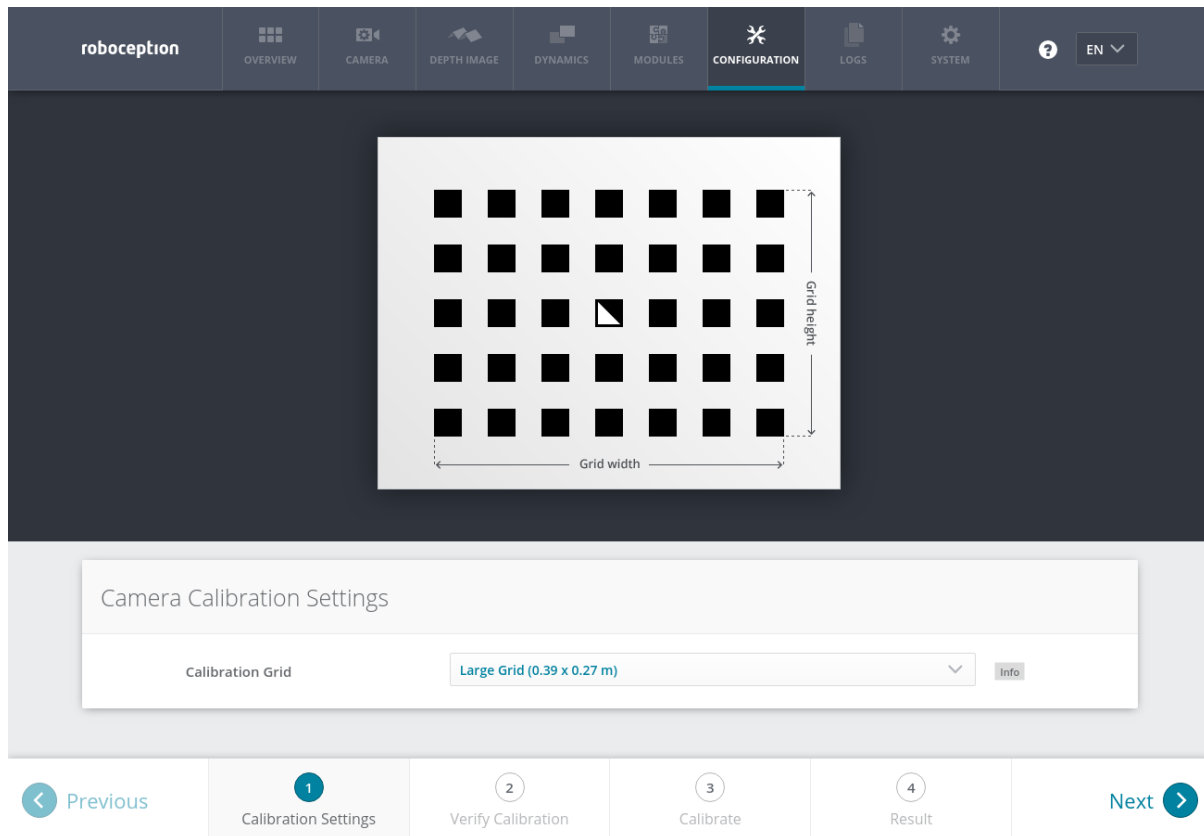 roboception
OVERVIEW
CAMERA
DEPTH IMAGE
DYNAMICS
MODULES
CONFIGURATION
LOGS
SYSTEM
?
EN
Grid height
Grid width
Camera Calibration Settings
Calibration Grid
Large Grid (0.39 x 0.27 m)
Info
Previous
1
Calibration Settings
2
Verify Calibration
3
Calibrate
4
Result
Next